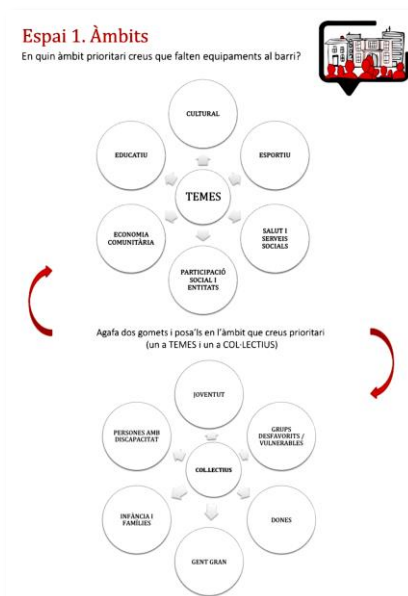 Espai 1. Àmbits
En quin àmbit prioritari creus que falten equipaments al barri?
CULTURAL
EDUCATIU
ESPORTIU
TEMES
ECONOMIA
COMUNITÀRIA
SALUT I
SERVEIS
SOCIALS
PARTICIPACIÓ
SOCIAL I
ENTITATS
Agafa dos gomets i posa'ls en l'àmbit que creus prioritari
(un a TEMES i un a COL·LECTIUS)
JOVENTUT
PERSONES AMB
DISCAPACITAT
GRUPS
DESFAVORITS /
VULNERABLES
COL.LECTIUS
INFÀNCIA I
FAMÍLIES
DONES
GENT GRAN